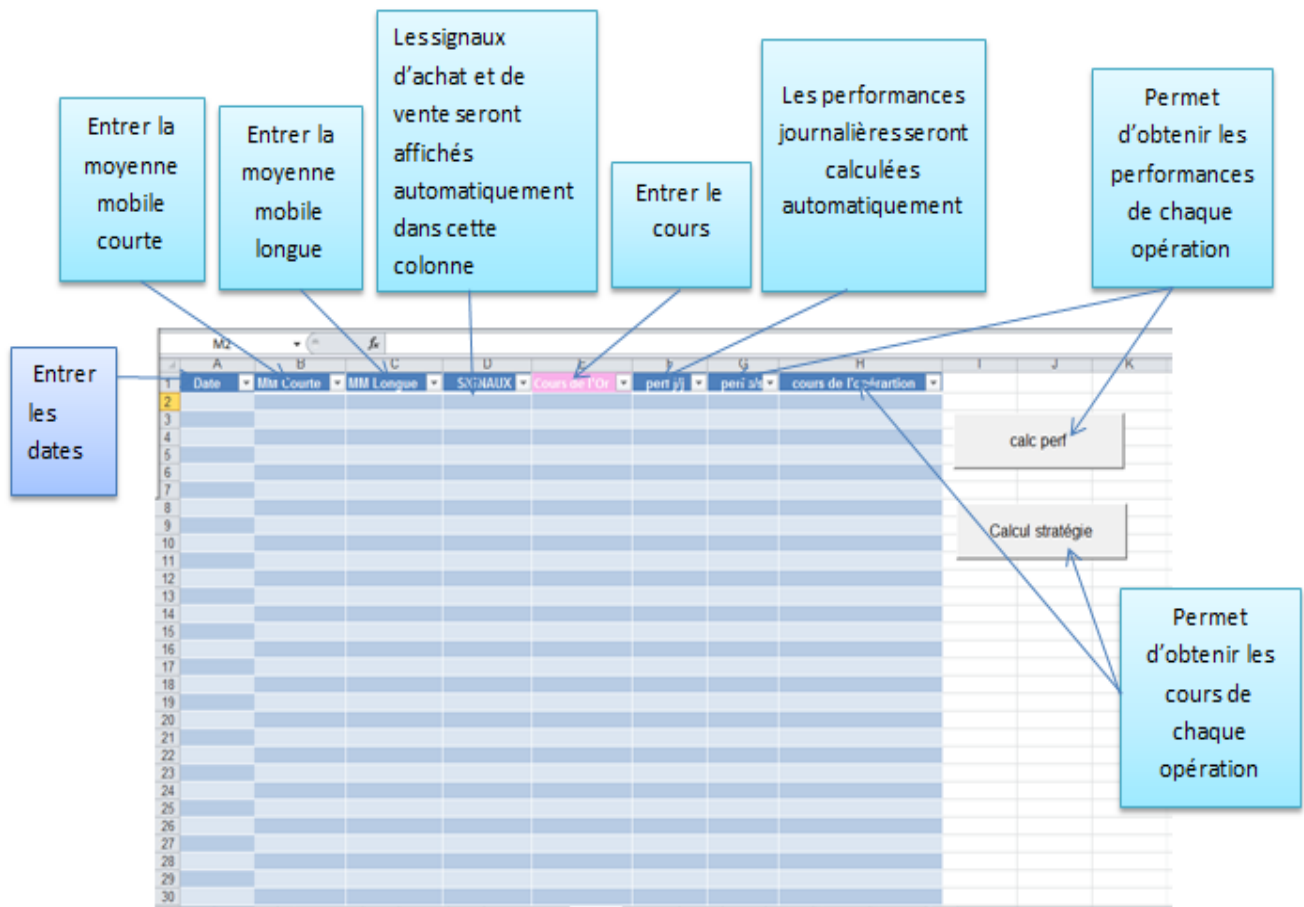 Les signaux
d'achat et de
vente seront
affichés
automatiquement
dans cette
colonne
Entrer la
moyenne
mobile
courte
Entrer la
moyenne
mobile
longue
Entrer le
cours
Les performances
journalières seront
calculées
automatiquement
Permet
d'obtenir les
performances
de chaque
opération
Entrer
les
dates
M2 fx
A B C D E F G H I J K
1 Date MM Courte MM Longue SIGNAUX Cours de l'Or perf j/j perf s/s cours de l'opérartion
2
3
4
5
6
7
8
9
10
11
12
13
14
15
16
17
18
19
20
21
22
23
24
25
26
27
28
29
30
calc perf
Calcul stratégie
Permet
d'obtenir les
cours de
chaque
opération